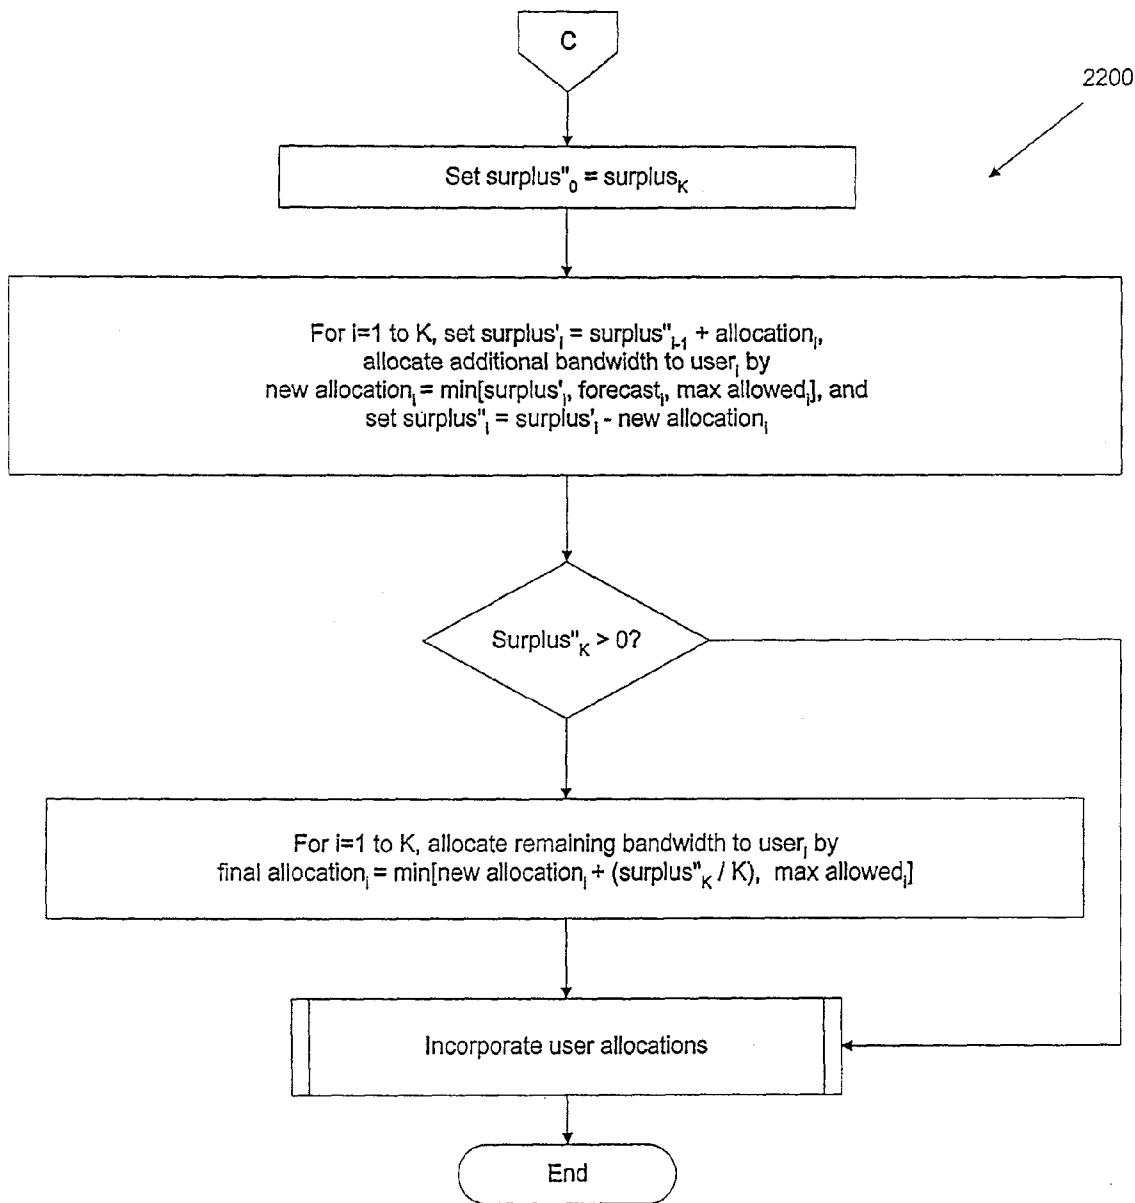 C
2200
Set surplus"₀ = surplusK
For i=1 to K, set surplus'ᵢ = surplus"ᵢ₋₁ + allocationᵢ,
allocate additional bandwidth to userᵢ by
new allocationᵢ = min[surplus'ᵢ, forecastᵢ, max allowedᵢ], and
set surplus"ᵢ = surplus'ᵢ - new allocationᵢ
Surplus"K > 0?
For i=1 to K, allocate remaining bandwidth to userᵢ by
final allocationᵢ = min[new allocationᵢ + (surplus"K / K), max allowedᵢ]
Incorporate user allocations
End